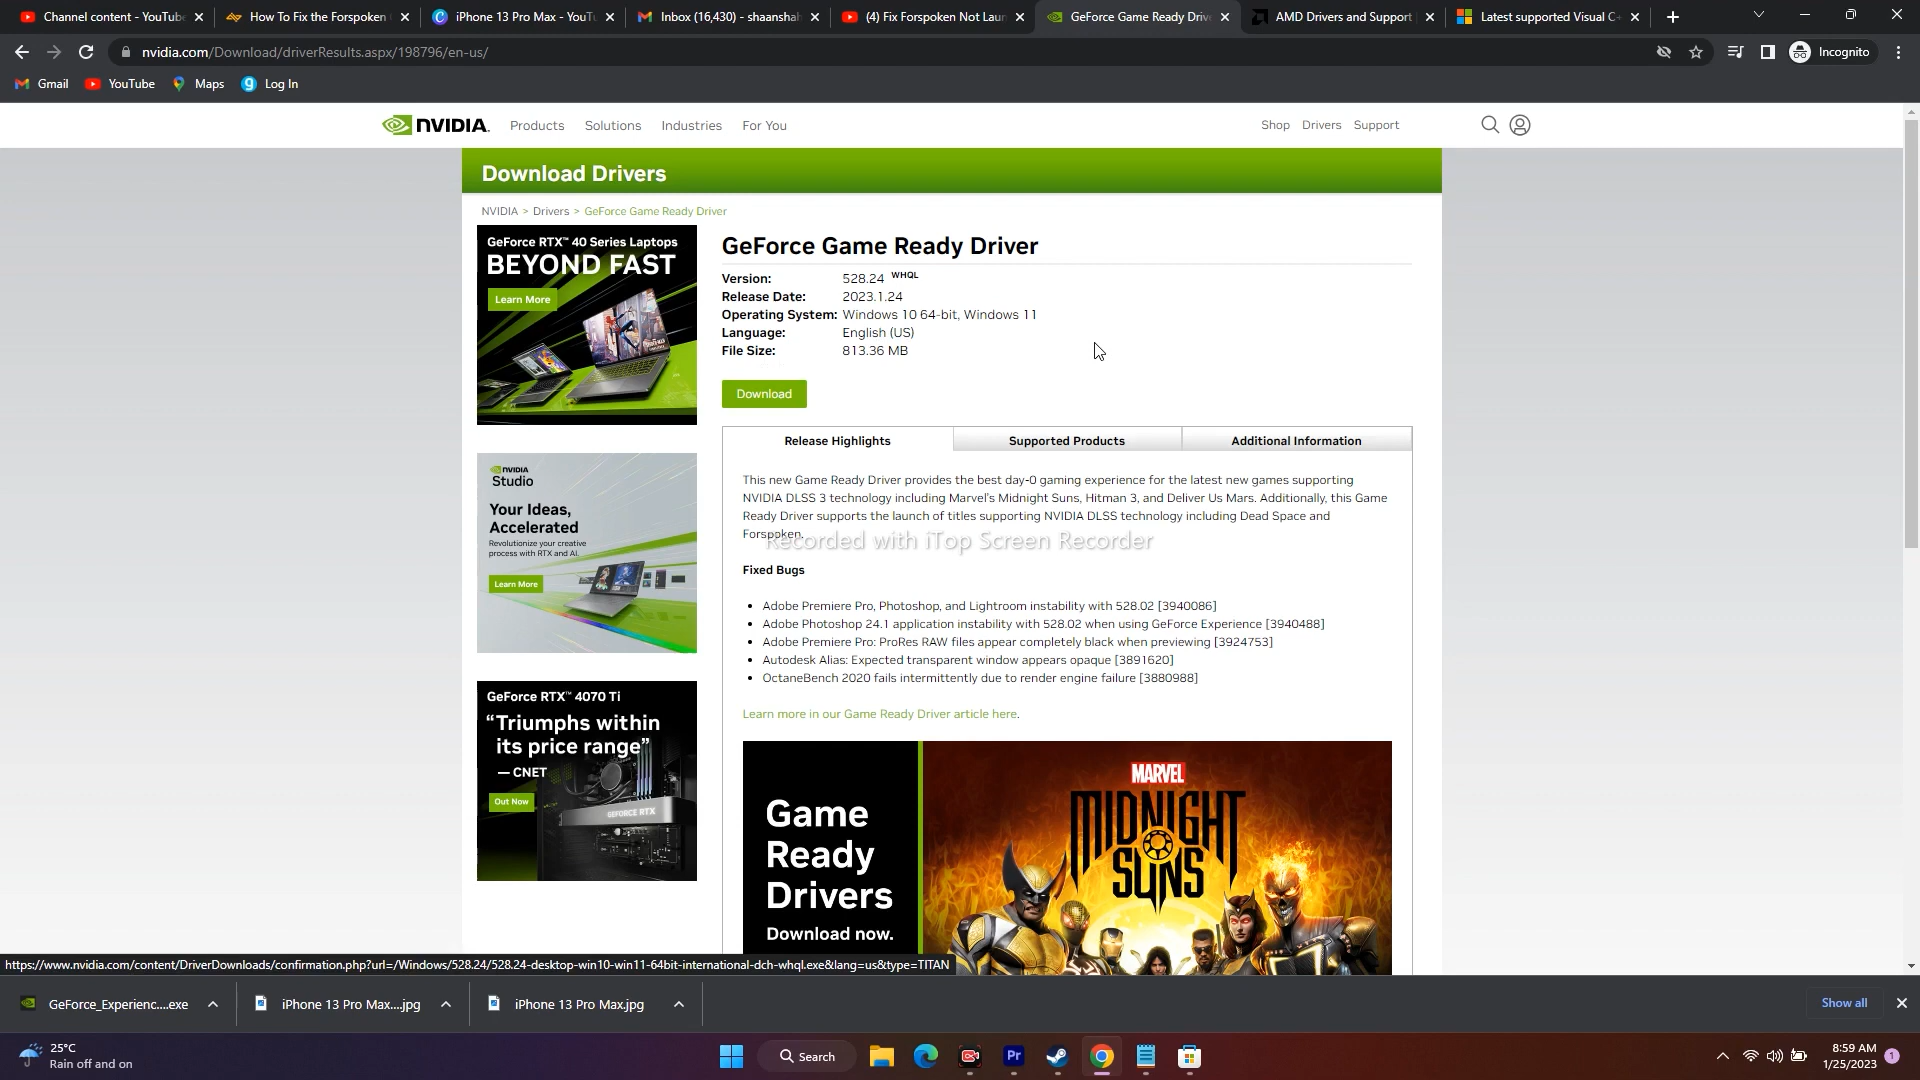 Channel content - YouTube
How To Fix the Forspoken
iPhone 13 Pro Max - YouT
Inbox (16,430) - shaanshah
(4) Fix Forspoken Not Laun
GeForce Game Ready Driv
AMD Drivers and Support
Latest supported Visual C+
nvidia.com/Download/driverResults.aspx/198796/en-us/
Incognito
Gmail
YouTube
Maps
Log In
NVIDIA.
Products
Solutions
Industries
For You
Shop
Drivers
Support
Download Drivers
NVIDIA > Drivers > GeForce Game Ready Driver
GeForce RTX™ 40 Series Laptops
BEYOND FAST
Learn More
GeForce Game Ready Driver
Version: 528.24 WHQL
Release Date: 2023.1.24
Operating System: Windows 10 64-bit, Windows 11
Language: English (US)
File Size: 813.36 MB
Download
Release Highlights
Supported Products
Additional Information
This new Game Ready Driver provides the best day-0 gaming experience for the latest new games supporting
NVIDIA DLSS 3 technology including Marvel's Midnight Suns, Hitman 3, and Deliver Us Mars. Additionally, this Game
Ready Driver supports the launch of titles supporting NVIDIA DLSS technology including Dead Space and
Forspoken.
Recorded with iTop Screen Recorder
Fixed Bugs
• Adobe Premiere Pro, Photoshop, and Lightroom instability with 528.02 [3940086]
• Adobe Photoshop 24.1 application instability with 528.02 when using GeForce Experience [3940488]
• Adobe Premiere Pro: ProRes RAW files appear completely black when previewing [3924753]
• Autodesk Alias: Expected transparent window appears opaque [3891620]
• OctaneBench 2020 fails intermittently due to render engine failure [3880988]
Learn more in our Game Ready Driver article here.
NVIDIA
Studio
Your Ideas,
Accelerated
Revolutionize your creative
process with RTX and AI.
Learn More
GeForce RTX™ 4070 Ti
“Triumphs within
its price range”
— CNET
Out Now
GEFORCE RTX
Game
Ready
Drivers
Download now.
MARVEL
MIDNIGHT
SUNS
https://www.nvidia.com/content/DriverDownloads/confirmation.php?url=/Windows/528.24/528.24-desktop-win10-win11-64bit-international-dch-whql.exe&lang=us&type=TITAN
GeForce_Experienc....exe
iPhone 13 Pro Max....jpg
iPhone 13 Pro Max.jpg
Show all
25°C
Rain off and on
Search
Pr
8:59 AM
1/25/2023
1